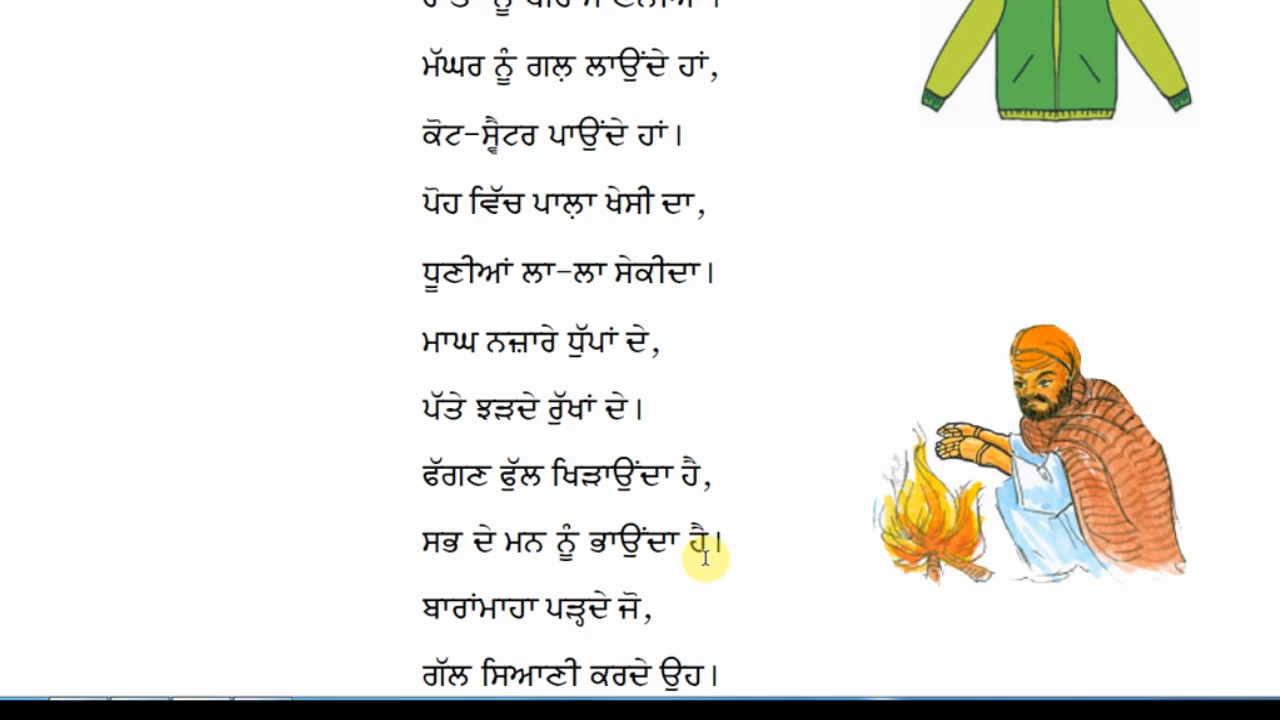 ਮੱਘਰ ਨੂੰ ਗਲ਼ ਲਾਉਂਦੇ ਹਾਂ,
ਕੋਟ-ਸ੍ਵੈਟਰ ਪਾਉਂਦੇ ਹਾਂ।
ਪੋਹ ਵਿੱਚ ਪਾਲ਼ਾ ਖੇਸੀ ਦਾ,
ਧੂਣੀਆਂ ਲਾ-ਲਾ ਸੇਕੀਦਾ।
ਮਾਘ ਨਜ਼ਾਰੇ ਧੁੱਪਾਂ ਦੇ,
ਪੱਤੇ ਝੜਦੇ ਰੁੱਖਾਂ ਦੇ।
ਫੱਗਣ ਫੁੱਲ ਖਿੜਾਉਂਦਾ ਹੈ,
ਸਭ ਦੇ ਮਨ ਨੂੰ ਭਾਉਂਦਾ ਹੈ।
ਬਾਰਾਂਮਾਹਾ ਪੜ੍ਹਦੇ ਜੋ,
ਗੱਲ ਸਿਆਣੀ ਕਰਦੇ ਉਹ।